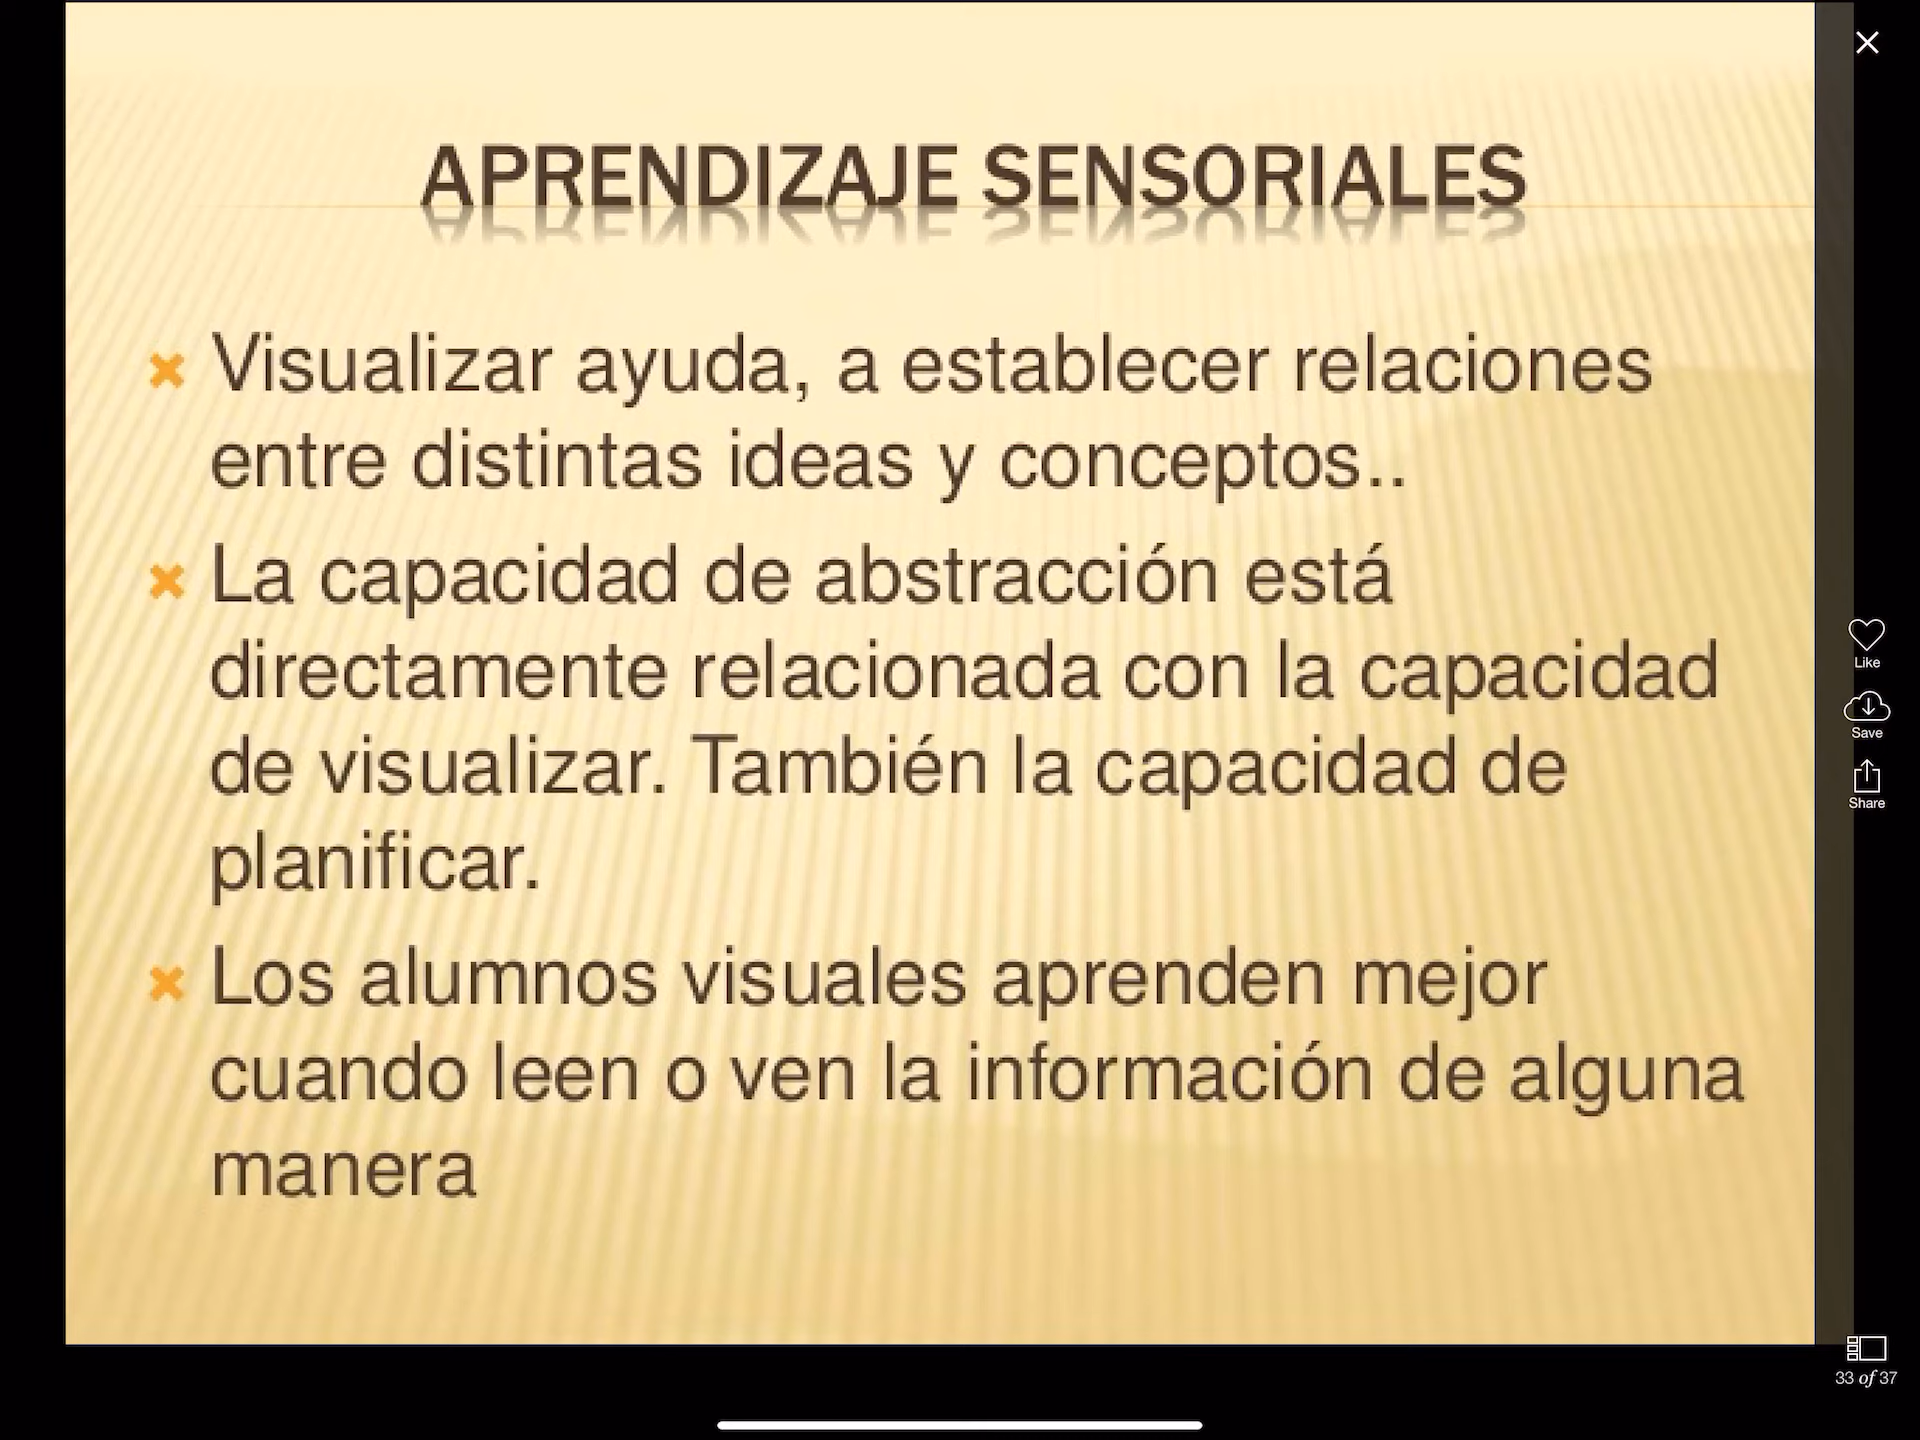 APRENDIZAJE SENSORIALES
Visualizar ayuda, a establecer relaciones
entre distintas ideas y conceptos..
La capacidad de abstracción está
directamente relacionada con la capacidad
de visualizar. También la capacidad de
planificar.
Los alumnos visuales aprenden mejor
cuando leen o ven la información de alguna
manera
Like
Save
Share
33 of 37